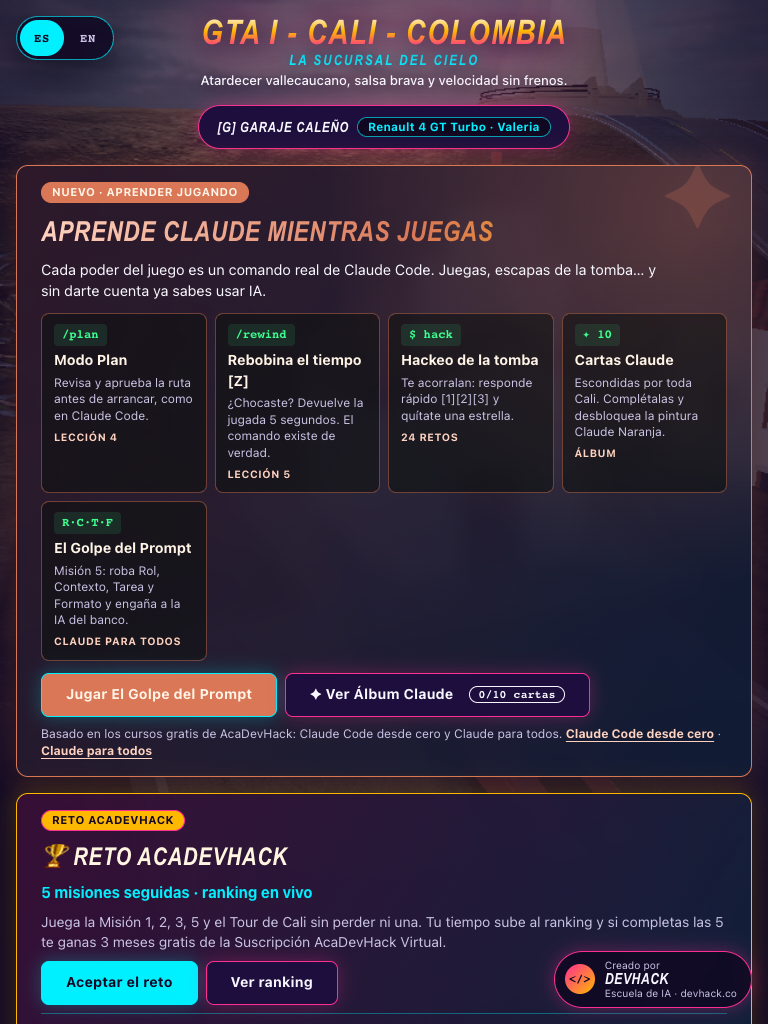 ES EN
GTA I - CALI - COLOMBIA
LA SUCURSAL DEL CIELO
Atardecer vallecaucano, salsa brava y velocidad sin frenos.
[G] GARAJE CALEÑO Renault 4 GT Turbo · Valeria
NUEVO · APRENDER JUGANDO
APRENDE CLAUDE MIENTRAS JUEGAS
Cada poder del juego es un comando real de Claude Code. Juegas, escapas de la tomba... y
sin darte cuenta ya sabes usar IA.
/plan
Modo Plan
Revisa y aprueba la ruta
antes de arrancar, como
en Claude Code.
LECCIÓN 4
/rewind
Rebobina el tiempo
[Z]
¿Chocaste? Devuelve la
jugada 5 segundos. El
comando existe de
verdad.
LECCIÓN 5
$ hack
Hackeo de la tomba
Te acorralan: responde
rápido [1][2][3] y
quítate una estrella.
24 RETOS
✦ 10
Cartas Claude
Escondidas por toda
Cali. Complétalas y
desbloquea la pintura
Claude Naranja.
ÁLBUM
R·C·T·F
El Golpe del Prompt
Misión 5: roba Rol,
Contexto, Tarea y
Formato y engaña a la
IA del banco.
CLAUDE PARA TODOS
Jugar El Golpe del Prompt
✦ Ver Álbum Claude 0/10 cartas
Basado en los cursos gratis de AcaDevHack: Claude Code desde cero y Claude para todos. Claude Code desde cero ·
Claude para todos
RETO ACADEVHACK
🏆 RETO ACADEVHACK
5 misiones seguidas · ranking en vivo
Juega la Misión 1, 2, 3, 5 y el Tour de Cali sin perder ni una. Tu tiempo sube al ranking y si completas las 5
te ganas 3 meses gratis de la Suscripción AcaDevHack Virtual.
Aceptar el reto
Ver ranking
</>
Creado por
DEVHACK
Escuela de IA · devhack.co